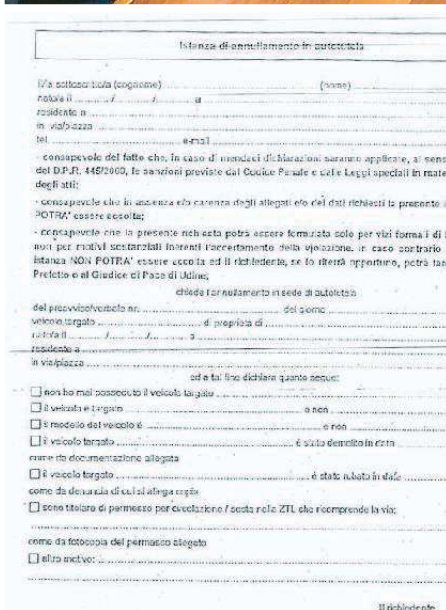 Istanza di annullamento in autotutela
Il/la sottoscritto/a (cognome) ........ (nome)
nato/a il ......../......../........ a
residente a
in via/piazza
tel. ........ e-mail
- consapevole del fatto che, in caso di mendaci dichiarazioni saranno applicate, ai sens
del D.P.R. 445/2000, le sanzioni previste dal Codice Penale e dalle Leggi speciali in mate
degli atti;
- consapevole che in assenza e/o carenza degli allegati e/o dei dati richiesti la presente i
POTRA' essere accolta;
- consapevole che la presente richiesta potrà essere formulata solo per vizi formali di l
non per motivi sostanziali inerenti l'accertamento della violazione, in caso contrario
istanza NON POTRA' essere accolta ed il richiedente, se lo riterrà opportuno, potrà
Prefetto o al Giudice di Pace di Udine;
chiede l'annullamento in sede di autotutela
del preavviso/verbale nr. ........ del giorno
veicolo targato ........ di proprietà di
nato/a il ......../......../........ a
residente a
in via/piazza
ed a tal fine dichiara quanto segue:
non ho mai posseduto il veicolo targato
il veicolo è targato ........ e non
il modello del veicolo è ........ e non
il veicolo targato ........ è stato demolito in data
come da documentazione allegata
il veicolo targato ........ è stato rubato in data
come da denuncia di cui si allega copia
sono titolare di permesso per circolazione / sosta nella ZTL che ricomprende la via:
come da fotocopia del permesso allegato
altro motivo:
Il richiedente